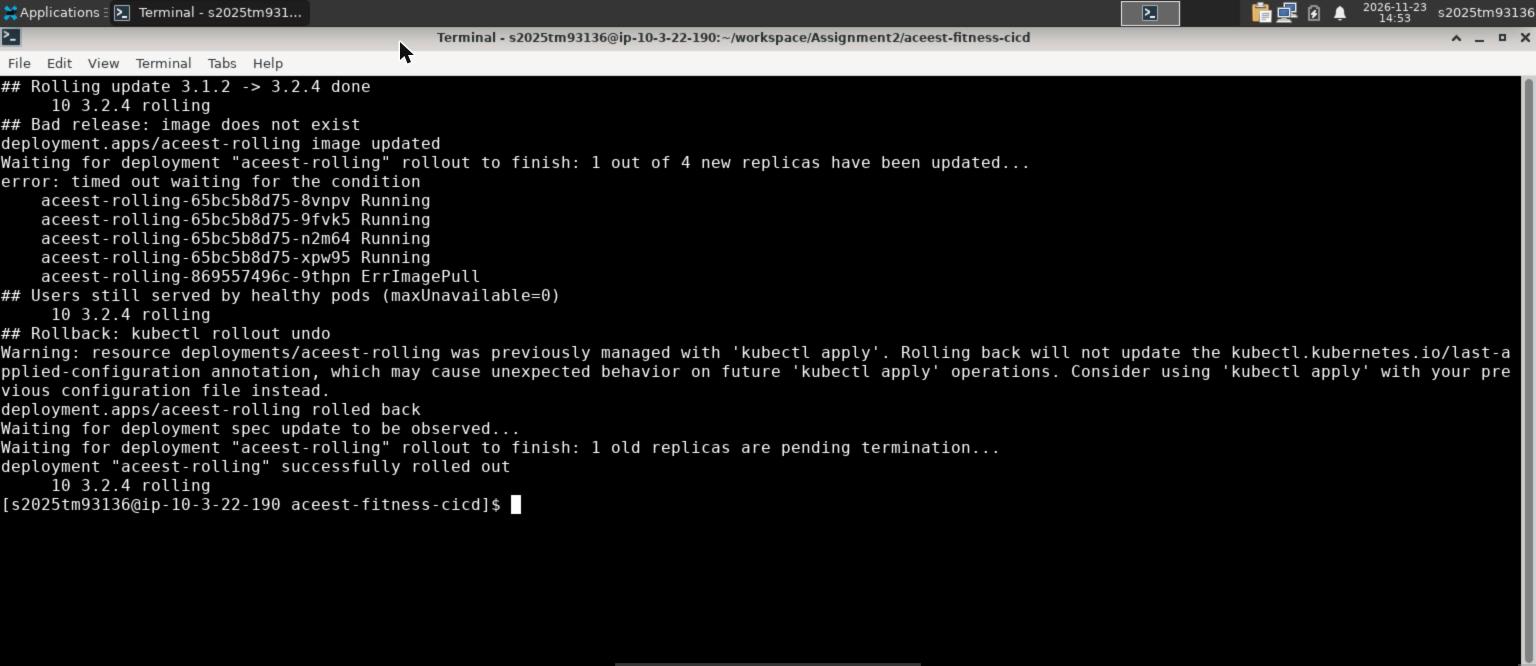 Applications
Terminal - s2025tm931...
2026-11-23
14:53
s2025tm93136
Terminal - s2025tm93136@ip-10-3-22-190:~/workspace/Assignment2/aceest-fitness-cicd
File Edit View Terminal Tabs Help
## Rolling update 3.1.2 -> 3.2.4 done
     10 3.2.4 rolling
## Bad release: image does not exist
deployment.apps/aceest-rolling image updated
Waiting for deployment "aceest-rolling" rollout to finish: 1 out of 4 new replicas have been updated...
error: timed out waiting for the condition
    aceest-rolling-65bc5b8d75-8vnpv Running
    aceest-rolling-65bc5b8d75-9fvk5 Running
    aceest-rolling-65bc5b8d75-n2m64 Running
    aceest-rolling-65bc5b8d75-xpw95 Running
    aceest-rolling-869557496c-9thpn ErrImagePull
## Users still served by healthy pods (maxUnavailable=0)
     10 3.2.4 rolling
## Rollback: kubectl rollout undo
Warning: resource deployments/aceest-rolling was previously managed with 'kubectl apply'. Rolling back will not update the kubectl.kubernetes.io/last-a
pplied-configuration annotation, which may cause unexpected behavior on future 'kubectl apply' operations. Consider using 'kubectl apply' with your pre
vious configuration file instead.
deployment.apps/aceest-rolling rolled back
Waiting for deployment spec update to be observed...
Waiting for deployment "aceest-rolling" rollout to finish: 1 old replicas are pending termination...
deployment "aceest-rolling" successfully rolled out
     10 3.2.4 rolling
[s2025tm93136@ip-10-3-22-190 aceest-fitness-cicd]$